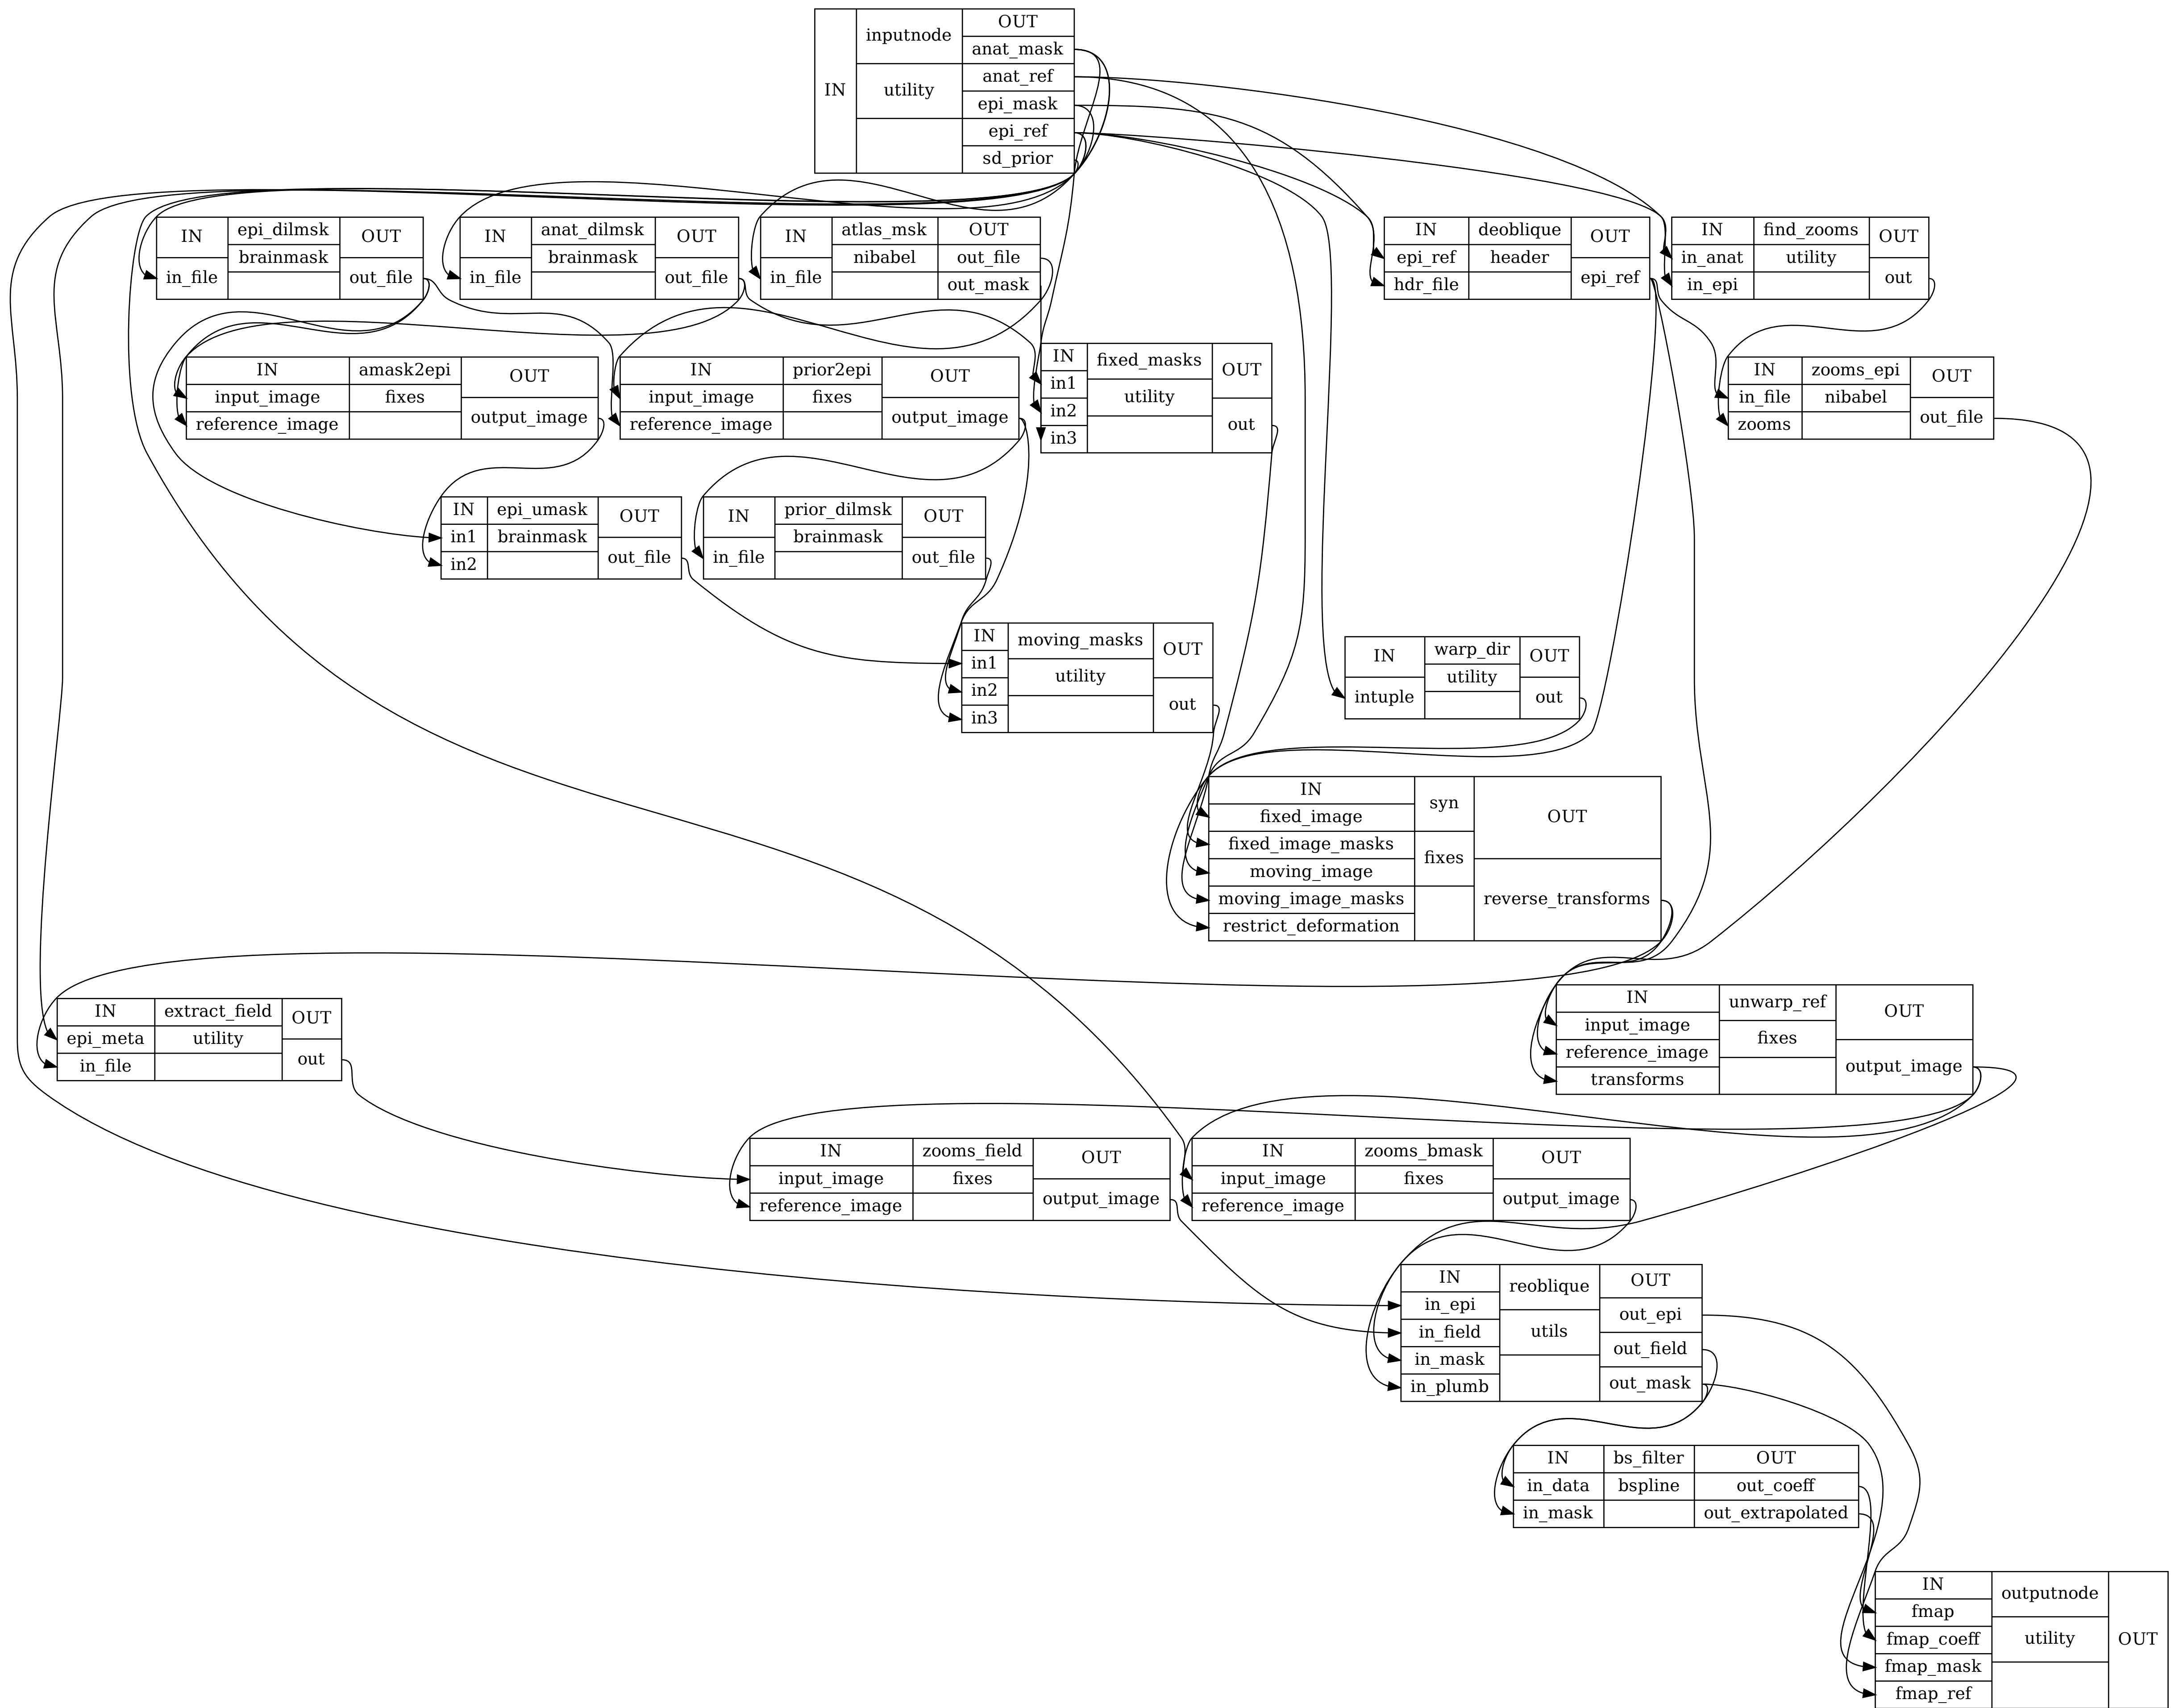 IN
inputnode
utility
OUT
anat_mask
anat_ref
epi_mask
epi_ref
sd_prior
IN
in_file
epi_dilmsk
brainmask
OUT
out_file
IN
in_file
anat_dilmsk
brainmask
OUT
out_file
IN
in_file
atlas_msk
nibabel
OUT
out_file
out_mask
IN
epi_ref
hdr_file
deoblique
header
OUT
epi_ref
IN
in_anat
in_epi
find_zooms
utility
OUT
out
IN
input_image
reference_image
amask2epi
fixes
OUT
output_image
IN
input_image
reference_image
prior2epi
fixes
OUT
output_image
IN
in1
in2
in3
fixed_masks
utility
OUT
out
IN
in_file
zooms
zooms_epi
nibabel
OUT
out_file
IN
in1
in2
epi_umask
brainmask
OUT
out_file
IN
in_file
prior_dilmsk
brainmask
OUT
out_file
IN
in1
in2
in3
moving_masks
utility
OUT
out
IN
intuple
warp_dir
utility
OUT
out
IN
fixed_image
fixed_image_masks
moving_image
moving_image_masks
restrict_deformation
syn
fixes
OUT
reverse_transforms
IN
epi_meta
in_file
extract_field
utility
OUT
out
IN
input_image
reference_image
transforms
unwarp_ref
fixes
OUT
output_image
IN
input_image
reference_image
zooms_field
fixes
OUT
output_image
IN
input_image
reference_image
zooms_bmask
fixes
OUT
output_image
IN
in_epi
in_field
in_mask
in_plumb
reoblique
utils
OUT
out_epi
out_field
out_mask
IN
in_data
in_mask
bs_filter
bspline
OUT
out_coeff
out_extrapolated
IN
fmap
fmap_coeff
fmap_mask
fmap_ref
outputnode
utility
OUT